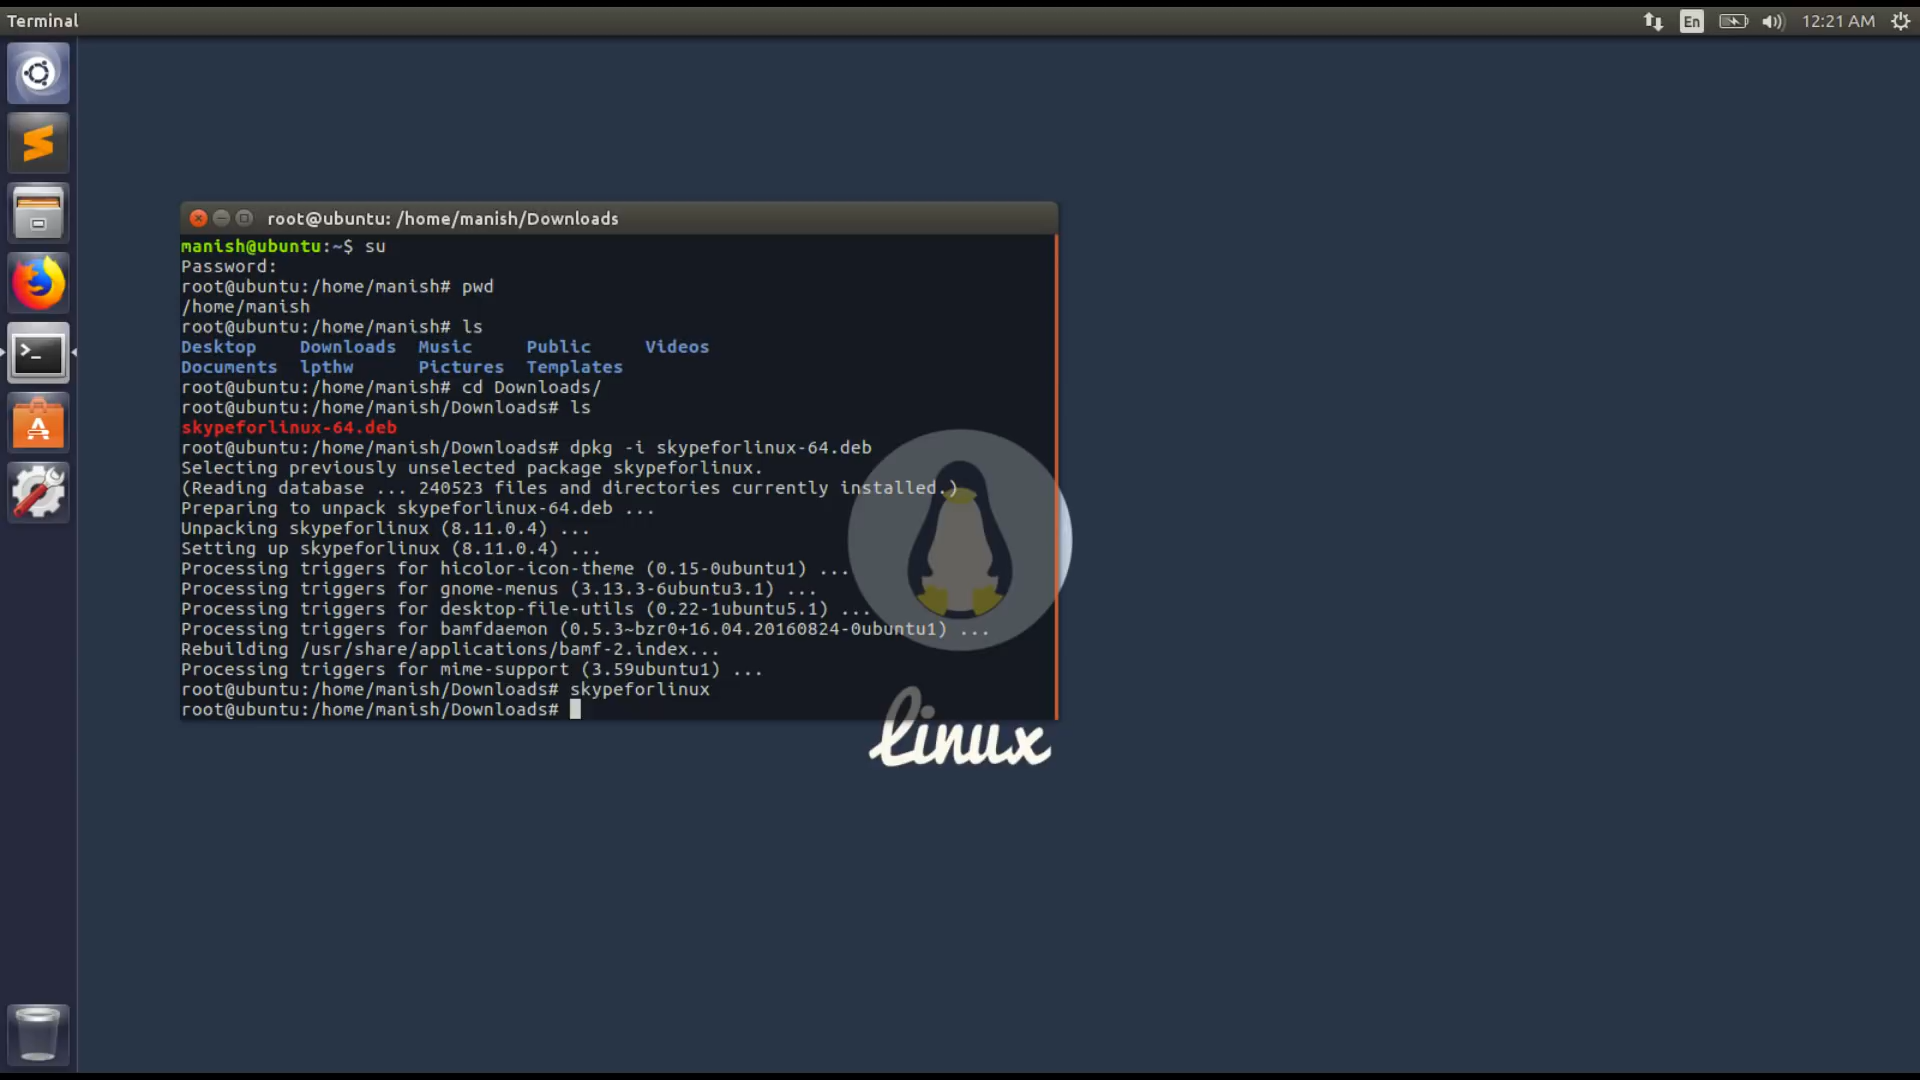 Terminal
En
12:21 AM
root@ubuntu: /home/manish/Downloads
manish@ubuntu:~$ su
Password:
root@ubuntu:/home/manish# pwd
/home/manish
root@ubuntu:/home/manish# ls
Desktop Downloads Music Public Videos
Documents lpthw Pictures Templates
root@ubuntu:/home/manish# cd Downloads/
root@ubuntu:/home/manish/Downloads# ls
skypeforlinux-64.deb
root@ubuntu:/home/manish/Downloads# dpkg -i skypeforlinux-64.deb
Selecting previously unselected package skypeforlinux.
(Reading database ... 240523 files and directories currently installed.)
Preparing to unpack skypeforlinux-64.deb ...
Unpacking skypeforlinux (8.11.0.4) ...
Setting up skypeforlinux (8.11.0.4) ...
Processing triggers for hicolor-icon-theme (0.15-0ubuntu1) ...
Processing triggers for gnome-menus (3.13.3-6ubuntu3.1) ...
Processing triggers for desktop-file-utils (0.22-1ubuntu5.1) ...
Processing triggers for bamfdaemon (0.5.3~bzr0+16.04.20160824-0ubuntu1) ...
Rebuilding /usr/share/applications/bamf-2.index...
Processing triggers for mime-support (3.59ubuntu1) ...
root@ubuntu:/home/manish/Downloads# skypeforlinux
root@ubuntu:/home/manish/Downloads#
linux